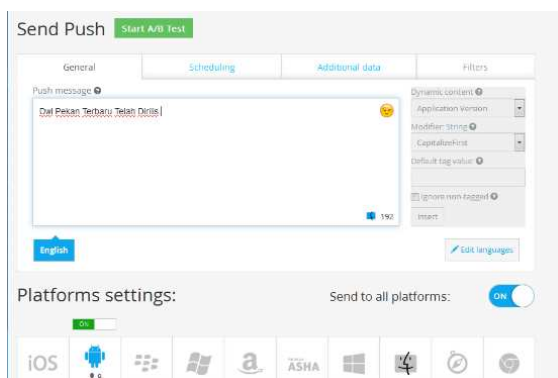 Send Push Start A/B Test
General Scheduling Additional data Filters
Push message
Dynamic content
Dwi Pekan Terbaru Telah Dirilis
Application Version
Modifier: String
CapitalizeFirst
Default tag value
Ignore non-tagged
192 Insert
English Edit languages
Platforms settings: Send to all platforms: ON
ON
iOS a ASHA